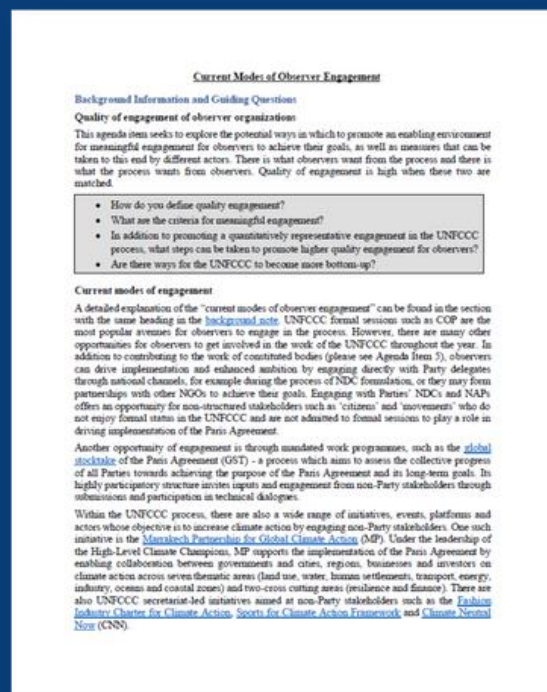 Current Modes of Observer Engagement
Background Information and Guiding Questions
Quality of engagement of observer organizations
This agenda item seeks to explore the potential ways in which to promote an enabling environment
for meaningful engagement for observers to achieve their goals, as well as measures that can be
taken to this end by different actors. There is what observers want from the process and there is
what the process wants from observers. Quality of engagement is high when these two are
matched.
• How do you define quality engagement?
• What are the criteria for meaningful engagement?
• In addition to promoting a quantitatively representative engagement in the UNFCCC
process, what steps can be taken to promote higher quality engagement for observers?
• Are there ways for the UNFCCC to become more bottom-up?
Current modes of engagement
A detailed explanation of the "current modes of observer engagement" can be found in the section
with the same heading in the background note. UNFCCC formal sessions such as COP are the
most popular avenues for observers to engage in the process. However, there are many other
opportunities for observers to get involved in the work of the UNFCCC throughout the year. In
addition to contributing to the work of constituted bodies (please see Agenda Item 5), observers
can drive implementation and enhanced ambition by engaging directly with Party delegates
through national channels, for example during the process of NDC formulation, or they may form
partnerships with other NGOs to achieve their goals. Engaging with Parties' NDCs and NAPs
offers an opportunity for non-structured stakeholders such as 'citizens' and 'movements' who do
not enjoy formal status in the UNFCCC and are not admitted to formal sessions to play a role in
driving implementation of the Paris Agreement.
Another opportunity of engagement is through mandated work programmes, such as the global
stocktake of the Paris Agreement (GST) - a process which aims to assess the collective progress
of all Parties towards achieving the purpose of the Paris Agreement and its long-term goals. Its
highly participatory structure invites inputs and engagement from non-Party stakeholders through
submissions and participation in technical dialogues.
Within the UNFCCC process, there are also a wide range of initiatives, events, platforms and
actors whose objective is to increase climate action by engaging non-Party stakeholders. One such
initiative is the Marrakech Partnership for Global Climate Action (MP). Under the leadership of
the High-Level Climate Champions, MP supports the implementation of the Paris Agreement by
enabling collaboration between governments and cities, regions, businesses and investors on
climate action across seven thematic areas (land use, water, human settlements, transport, energy,
industry, oceans and coastal zones) and two-cross cutting areas (resilience and finance). There are
also UNFCCC secretariat-led initiatives aimed at non-Party stakeholders such as the Fashion
Industry Charter for Climate Action, Sports for Climate Action Framework and Climate Neutral
Now (CNN).